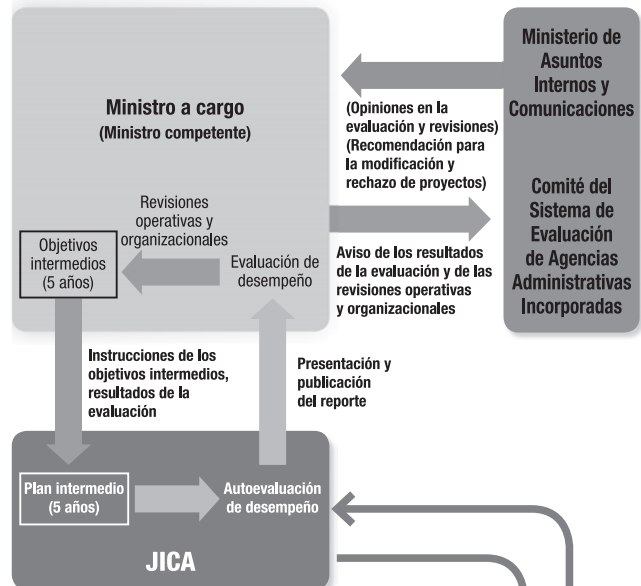 Ministro a cargo
(Ministro competente)
Revisiones
operativas y
organizacionales
Objetivos
intermedios
(5 años)
Evaluación de
desempeño
(Opiniones en la
evaluación y revisiones)
(Recomendación para
la modificación y
rechazo de proyectos)
Aviso de los resultados
de la evaluación y de las
revisiones operativas
y organizacionales
Ministerio de
Asuntos
Internos y
Comunicaciones
Comité del
Sistema de
Evaluación
de Agencias
Administrativas
Incorporadas
Instrucciones de los
objetivos intermedios,
resultados de la
evaluación
Presentación y
publicación
del reporte
Plan intermedio
(5 años)
Autoevaluación
de desempeño
JICA